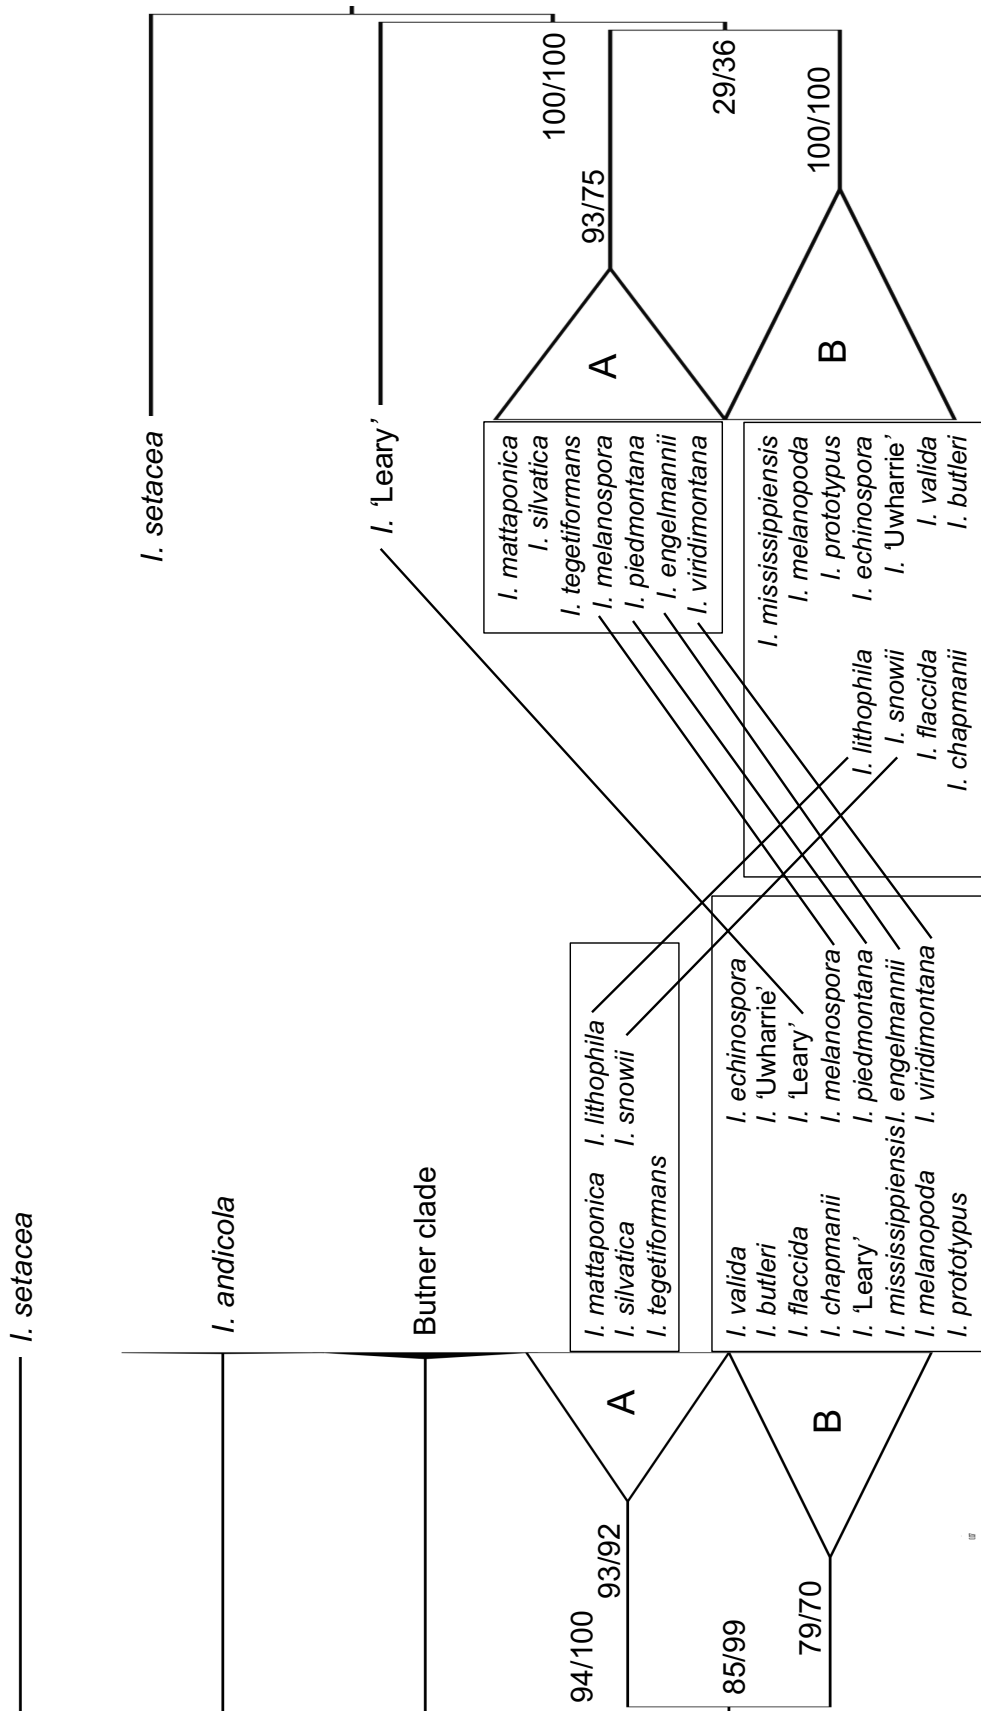 I. setacea
I. andicola
Butner clade
94/100
93/92
A
I. mattaponica
I. silvatica
I. tegetiformans
I. lithophila
I. snowii
85/99
79/70
B
I. valida
I. butleri
I. flaccida
I. chapmanii
I. ‘Leary’
I. mississippiensis
I. melanopoda
I. prototypus
I. echinospora
I. ‘Uwharrie’
I. ‘Leary’
I. melanospora
I. piedmontana
I. engelmannii
I. viridimontana
I. setacea
I. ‘Leary’
100/100
I. mattaponica
I. silvatica
I. tegetiformans
I. melanospora
I. piedmontana
I. engelmannii
I. viridimontana
A
93/75
29/36
I. lithophila
I. snowii
I. flaccida
I. chapmanii
I. mississippiensis
I. melanopoda
I. prototypus
I. echinospora
I. ‘Uwharrie’
I. valida
I. butleri
B
100/100